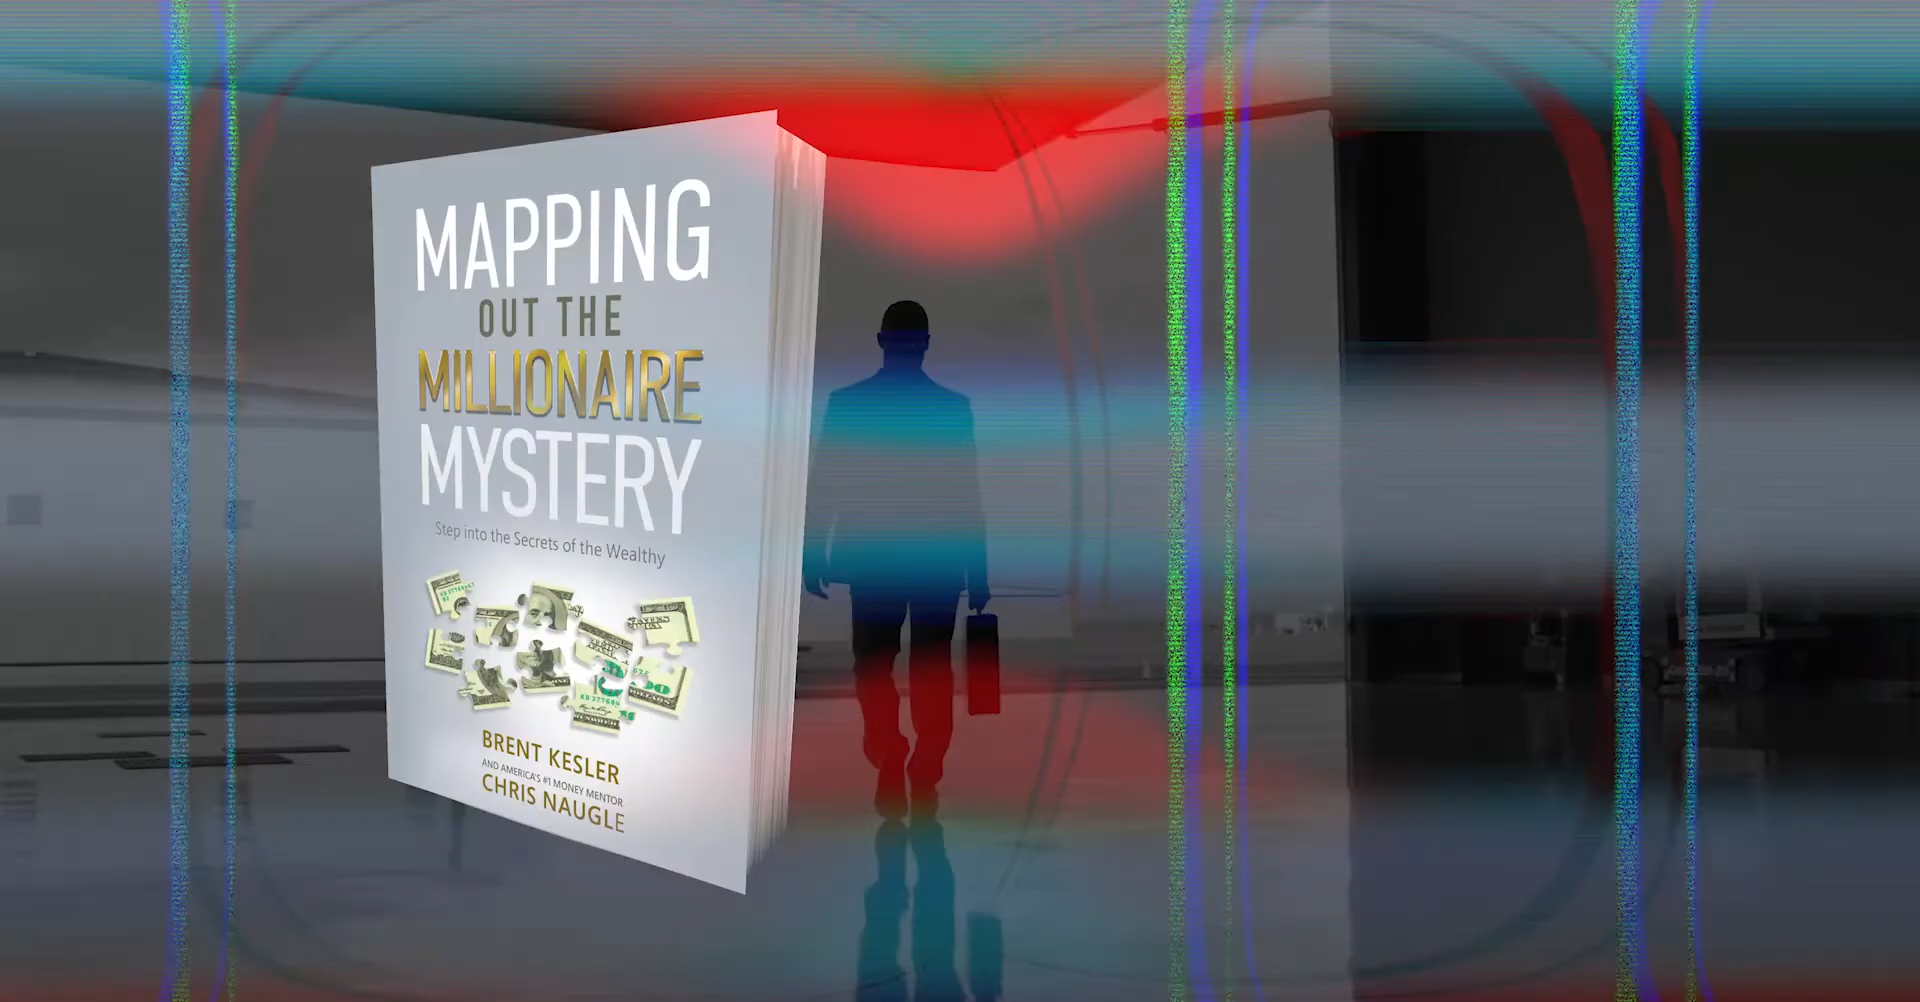 MAPPING
OUT THE
MILLIONAIRE
MYSTERY
Step into the Secrets of the Wealthy
BRENT KESLER
AND AMERICA'S #1 MONEY MENTOR
CHRIS NAUGLE